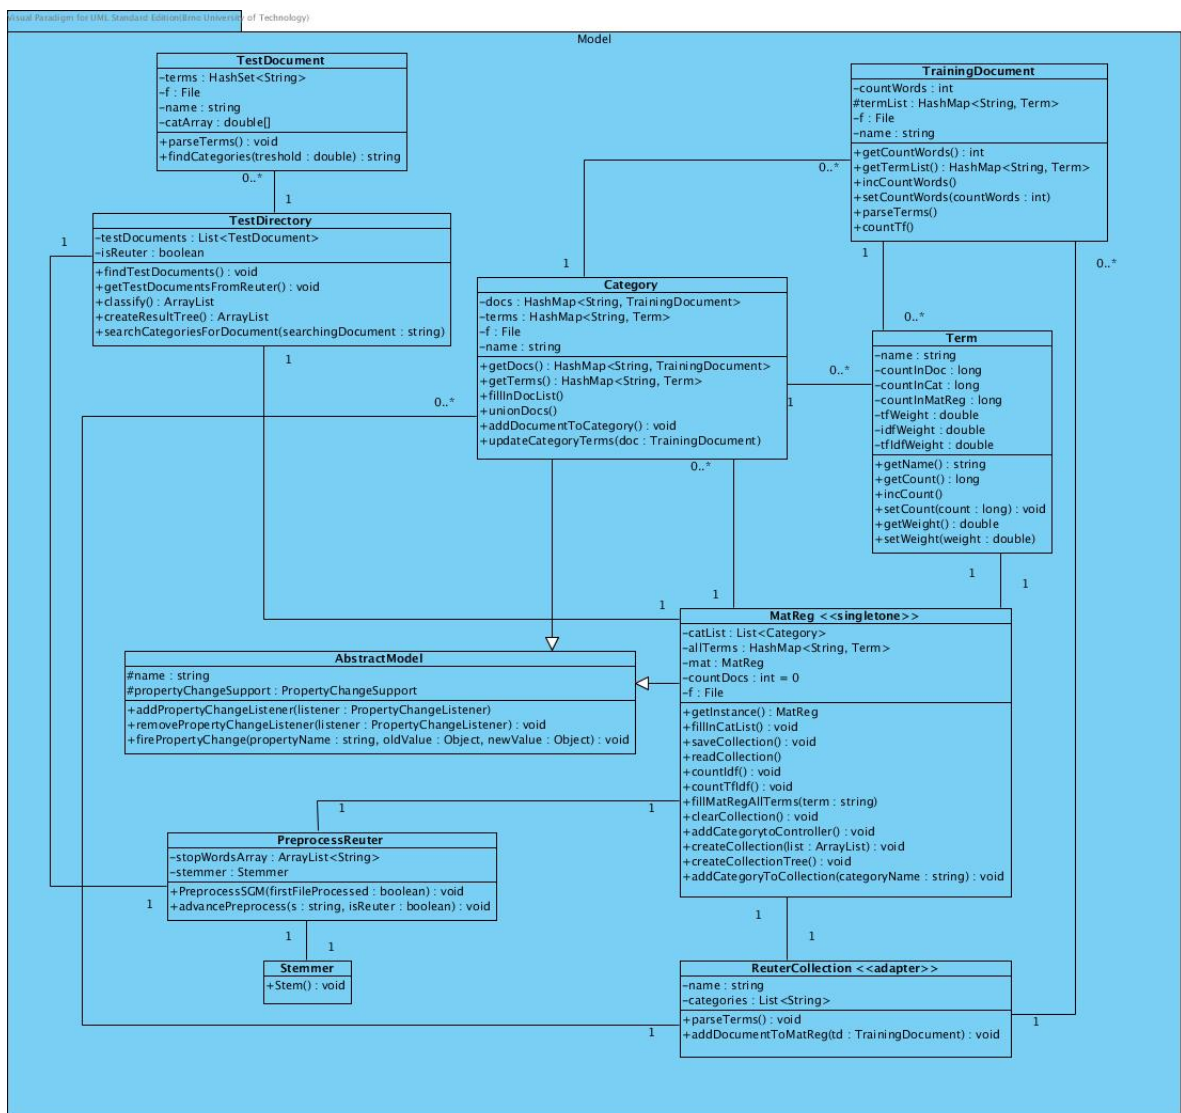 Visual Paradigm for UML Standard Edition(Brno University of Technology)
Model
TestDocument
-terms : HashSet<String>
-f : File
-name : string
-catArray : double[]
+parseTerms() : void
+findCategories(treshold : double) : string
0..*
1
TrainingDocument
-countWords : int
#termList : HashMap<String, Term>
-f : File
-name : string
+getCountWords() : int
+getTermList() : HashMap<String, Term>
+incCountWords()
+setCountWords(countWords : int)
+parseTerms()
+countTf()
0..*
1
0..*
0..*
1
TestDirectory
-testDocuments : List<TestDocument>
-isReuter : boolean
+findTestDocuments() : void
+getTestDocumentsFromReuter() : void
+classify() : ArrayList
+createResultTree() : ArrayList
+searchCategoriesForDocument(searchingDocument : string)
1
1
Category
-docs : HashMap<String, TrainingDocument>
-terms : HashMap<String, Term>
-f : File
-name : string
+getDocs() : HashMap<String, TrainingDocument>
+getTerms() : HashMap<String, Term>
+fillInDocList()
+unionDocs()
+addDocumentToCategory() : void
+updateCategoryTerms(doc : TrainingDocument)
0..*
0..*
1
0..*
Term
-name : string
-countInDoc : long
-countInCat : long
-countInMatReg : long
-tfWeight : double
-idfWeight : double
-tfIdfWeight : double
+getName() : string
+getCount() : long
+incCount()
+setCount(count : long) : void
+getWeight() : double
+setWeight(weight : double)
1
1
1
1
MatReg <<singletone>>
-catList : List<Category>
-allTerms : HashMap<String, Term>
-mat : MatReg
-countDocs : int = 0
-f : File
+getInstance() : MatReg
+fillInCatList() : void
+saveCollection() : void
+readCollection()
+countIdf() : void
+countTfIdf() : void
+fillMatRegAllTerms(term : string)
+clearCollection() : void
+addCategorytoController() : void
+createCollection(list : ArrayList) : void
+createCollectionTree() : void
+addCategoryToCollection(categoryName : string) : void
AbstractModel
#name : string
#propertyChangeSupport : PropertyChangeSupport
+addPropertyChangeListener(listener : PropertyChangeListener)
+removePropertyChangeListener(listener : PropertyChangeListener) : void
+firePropertyChange(propertyName : string, oldValue : Object, newValue : Object) : void
1
1
PreprocessReuter
-stopWordsArray : ArrayList<String>
-stemmer : Stemmer
+PreprocessSGM(firstFileProcessed : boolean) : void
+advancePreprocess(s : string, isReuter : boolean) : void
1
1
1
Stemmer
+Stem() : void
1
1
ReuterCollection <<adapter>>
-name : string
-categories : List<String>
+parseTerms() : void
+addDocumentToMatReg(td : TrainingDocument) : void
1
1